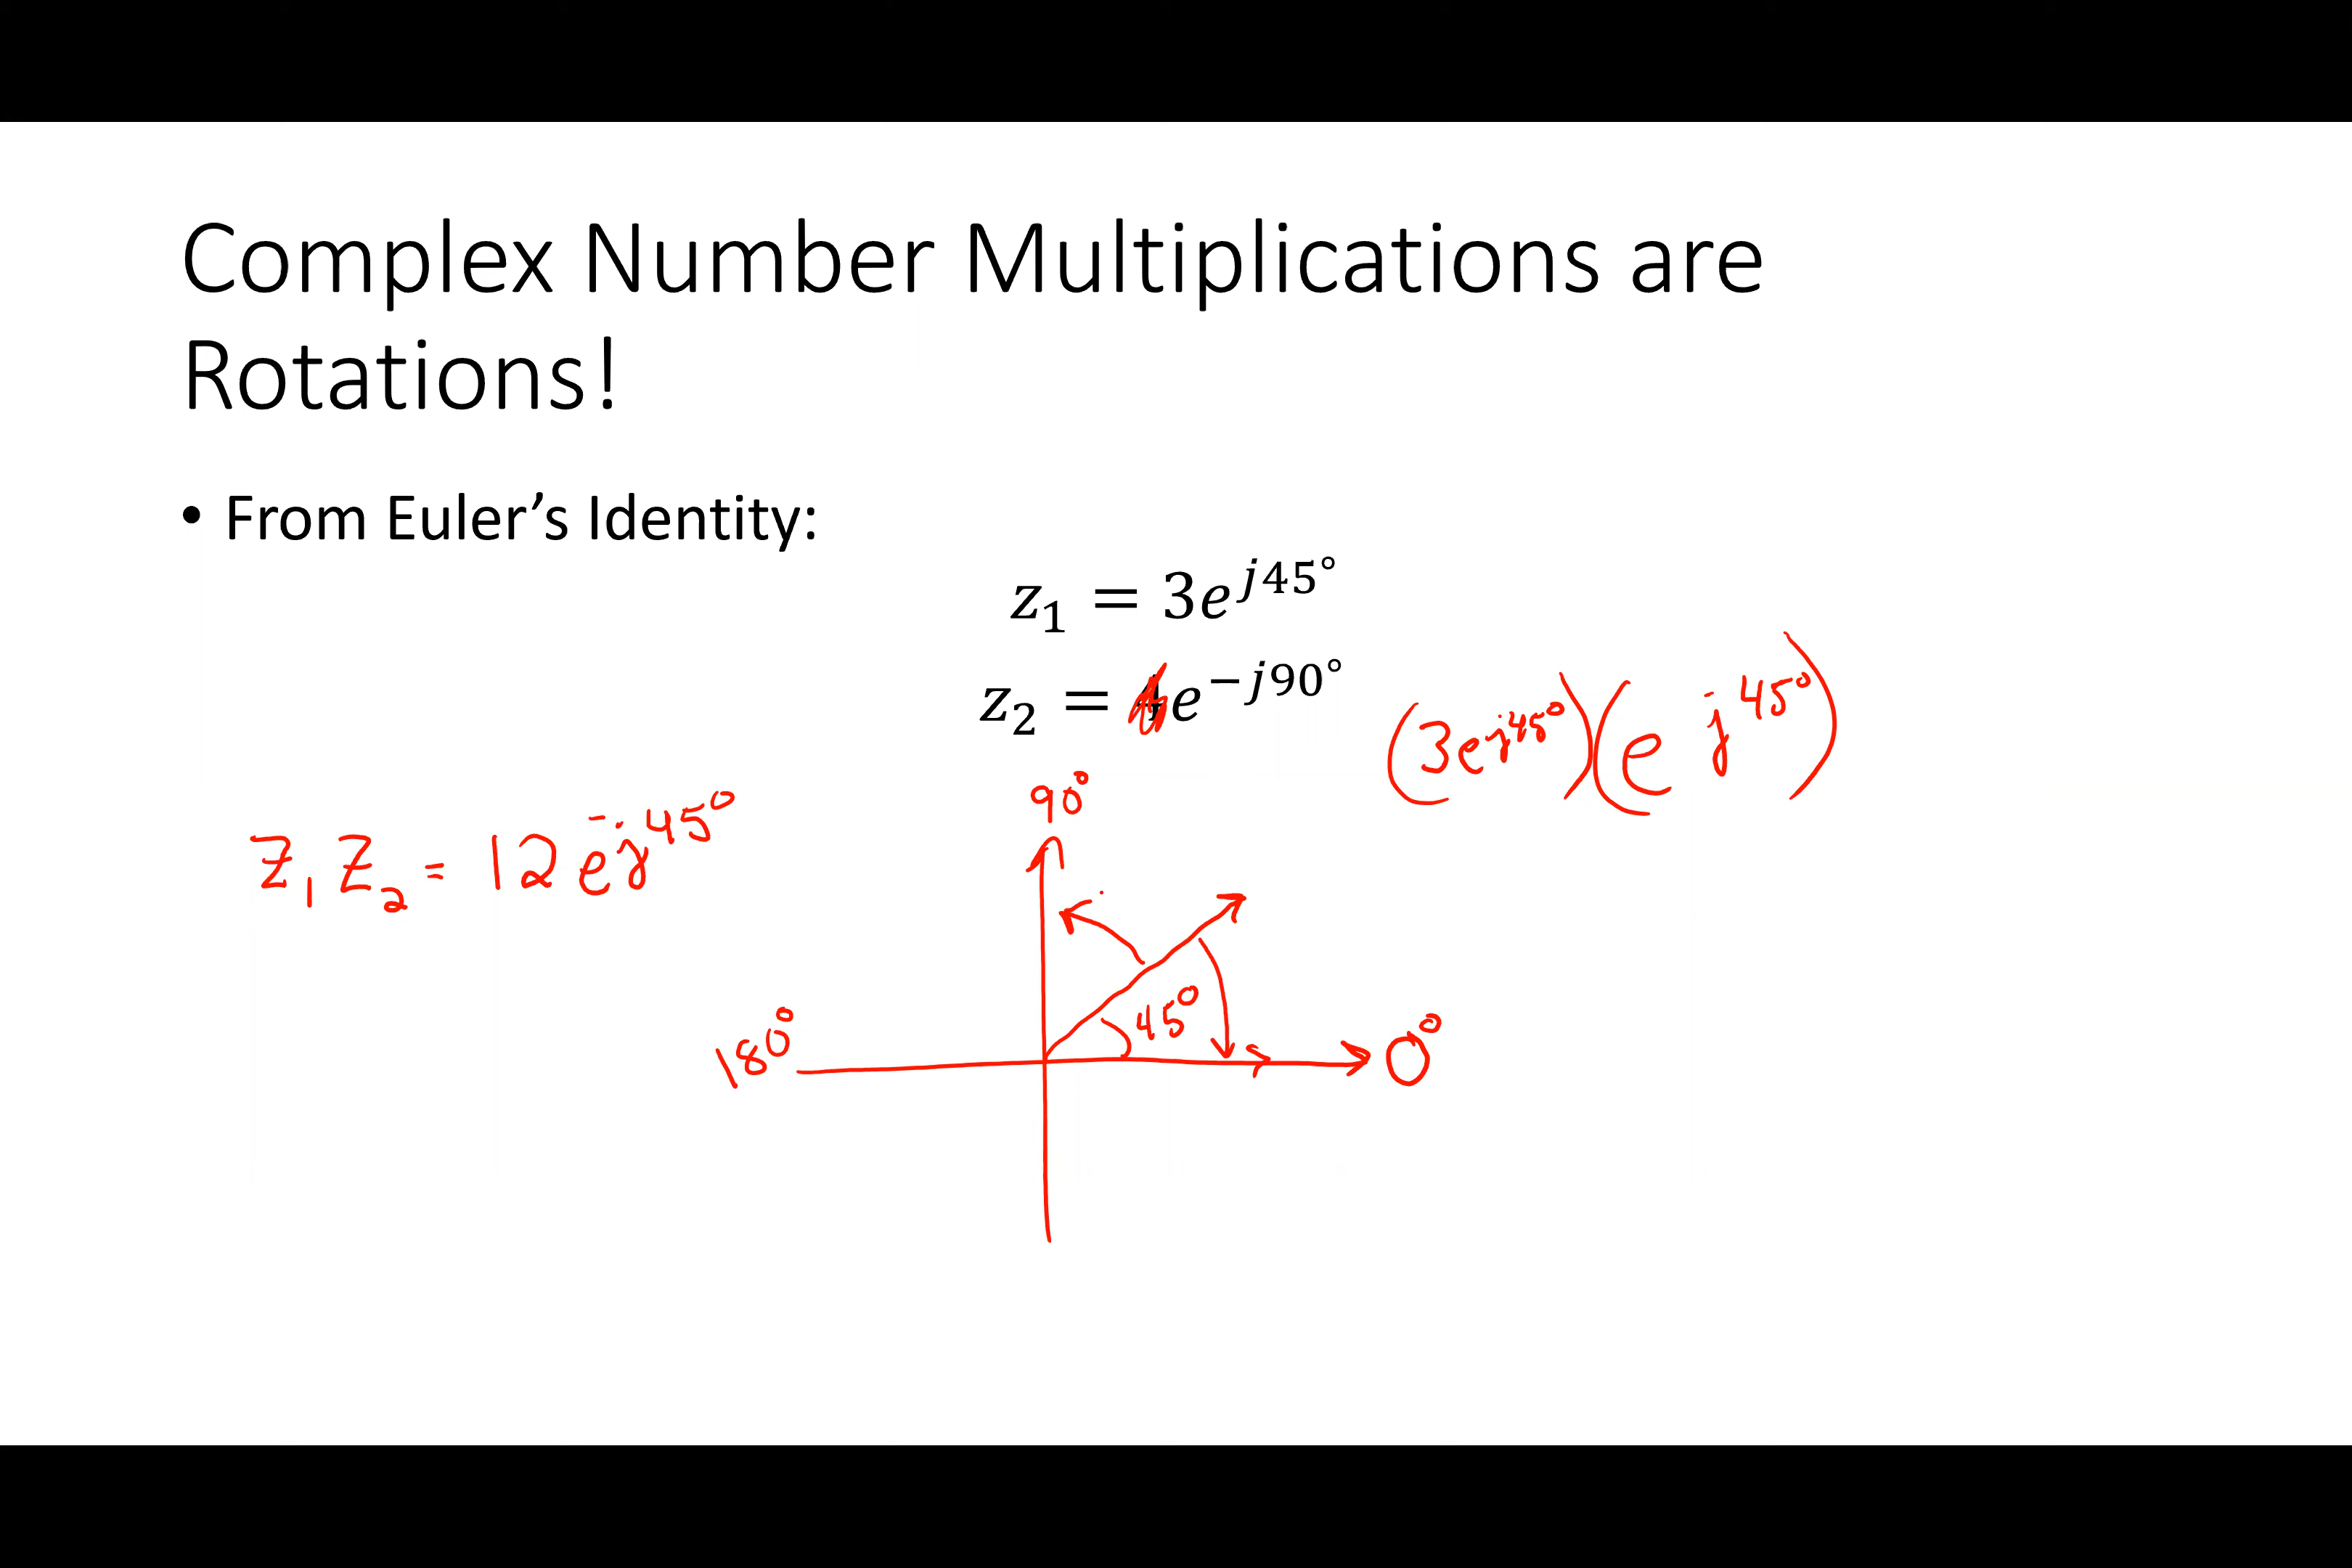 Complex Number Multiplications are
Rotations!
• From Euler's Identity:
z₁ = 3e^{j45°}
z₂ = 4e^{−j90°}
(3e^{j45°})(e^{j45°})
Z₁Z₂ = 12e^{-j45°}
90°
45°
180°
0°